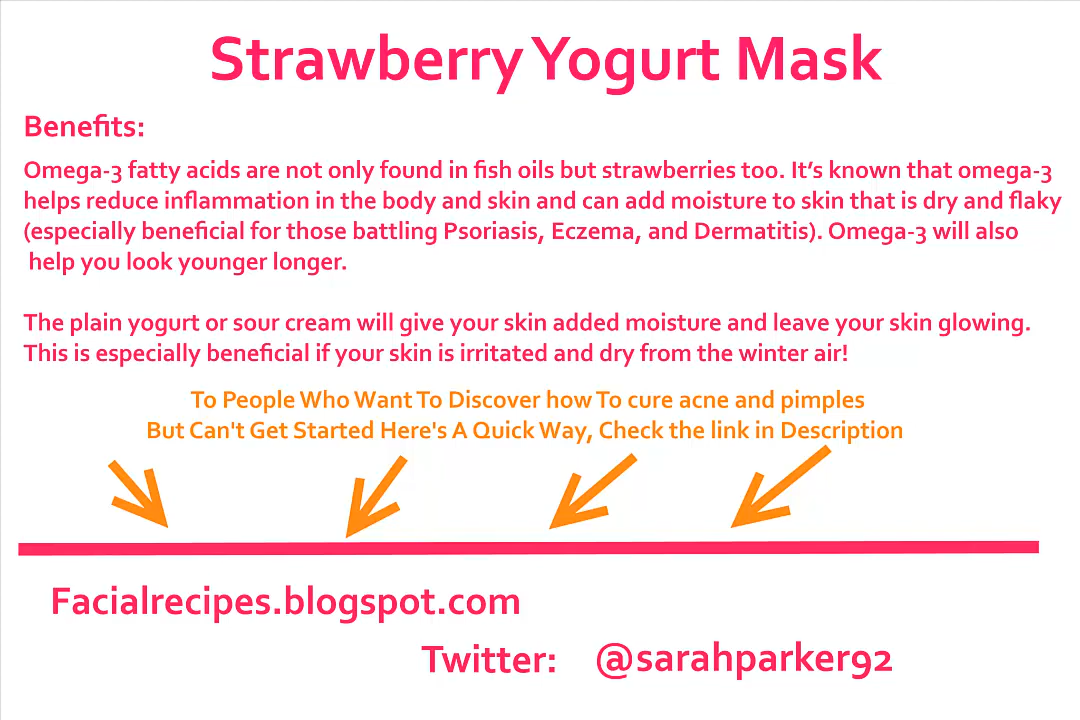 Strawberry Yogurt Mask
Benefits:
Omega-3 fatty acids are not only found in fish oils but strawberries too. It’s known that omega-3
helps reduce inflammation in the body and skin and can add moisture to skin that is dry and flaky
(especially beneficial for those battling Psoriasis, Eczema, and Dermatitis). Omega-3 will also
help you look younger longer.
The plain yogurt or sour cream will give your skin added moisture and leave your skin glowing.
This is especially beneficial if your skin is irritated and dry from the winter air!
To People Who Want To Discover how To cure acne and pimples
But Can't Get Started Here's A Quick Way, Check the link in Description
Facialrecipes.blogspot.com
Twitter: @sarahparker92